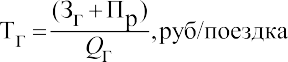 Т_Г = (З_Г + П_р) / Q_Г , руб/поездка